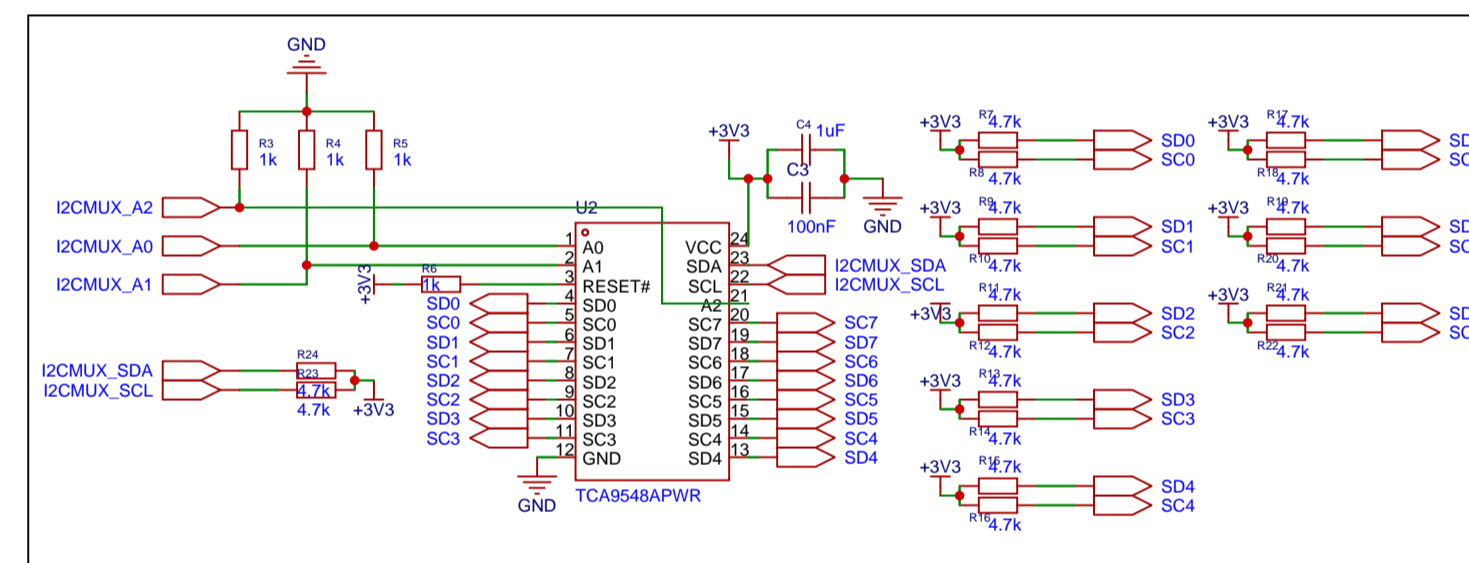 GND
R3
1k
R4
1k
R5
1k
I2CMUX_A2
I2CMUX_A0
I2CMUX_A1
+3V3
R6
1k
I2CMUX_SDA
I2CMUX_SCL
R24
R23
4.7k
4.7k
+3V3
U2
1 A0
2 A1
3 RESET#
SD0 4 SD0
SC0 5 SC0
SD1 6 SD1
SC1 7 SC1
SD2 8 SD2
SC2 9 SC2
SD3 10 SD3
SC3 11 SC3
12 GND
GND
VCC 24
SDA 23 I2CMUX_SDA
SCL 22 I2CMUX_SCL
A2 21
SC7 20 SC7
SD7 19 SD7
SC6 18 SC6
SD6 17 SD6
SC5 16 SC5
SD5 15 SD5
SC4 14 SC4
SD4 13 SD4
TCA9548APWR
+3V3
C4 1uF
C3
100nF
GND
+3V3
R7 4.7k
SD0
SC0
R8 4.7k
+3V3
R9 4.7k
SD1
SC1
R10 4.7k
+3V3
R11 4.7k
SD2
SC2
R12 4.7k
+3V3
R13 4.7k
SD3
SC3
R14 4.7k
+3V3
R15 4.7k
SD4
SC4
R16 4.7k
+3V3
R17 4.7k
R18 4.7k
+3V3
R19 4.7k
R20 4.7k
+3V3
R21 4.7k
R22 4.7k